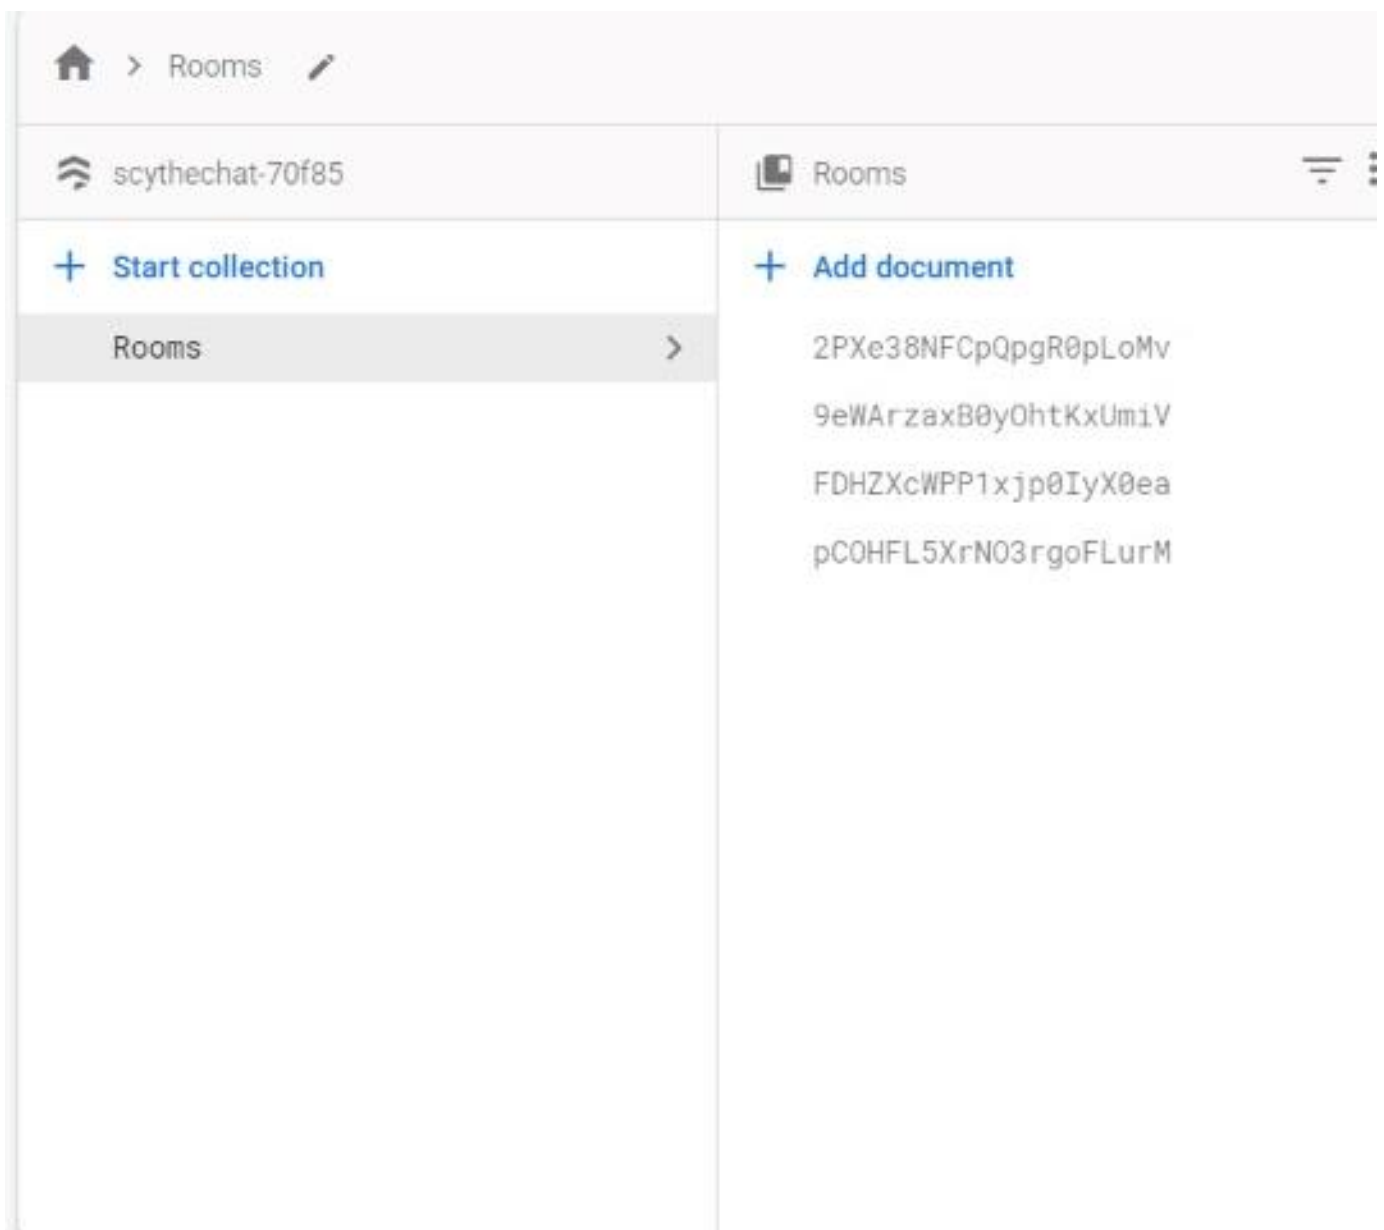 Rooms
scythechat-70f85
Rooms
Start collection
Add document
Rooms
2PXe38NFCpQpgR0pLoMv
9eWArzaxB0yOhtKxUmiV
FDHZXcWPP1xjp0IyX0ea
pCOHFL5XrNO3rgoFLurM